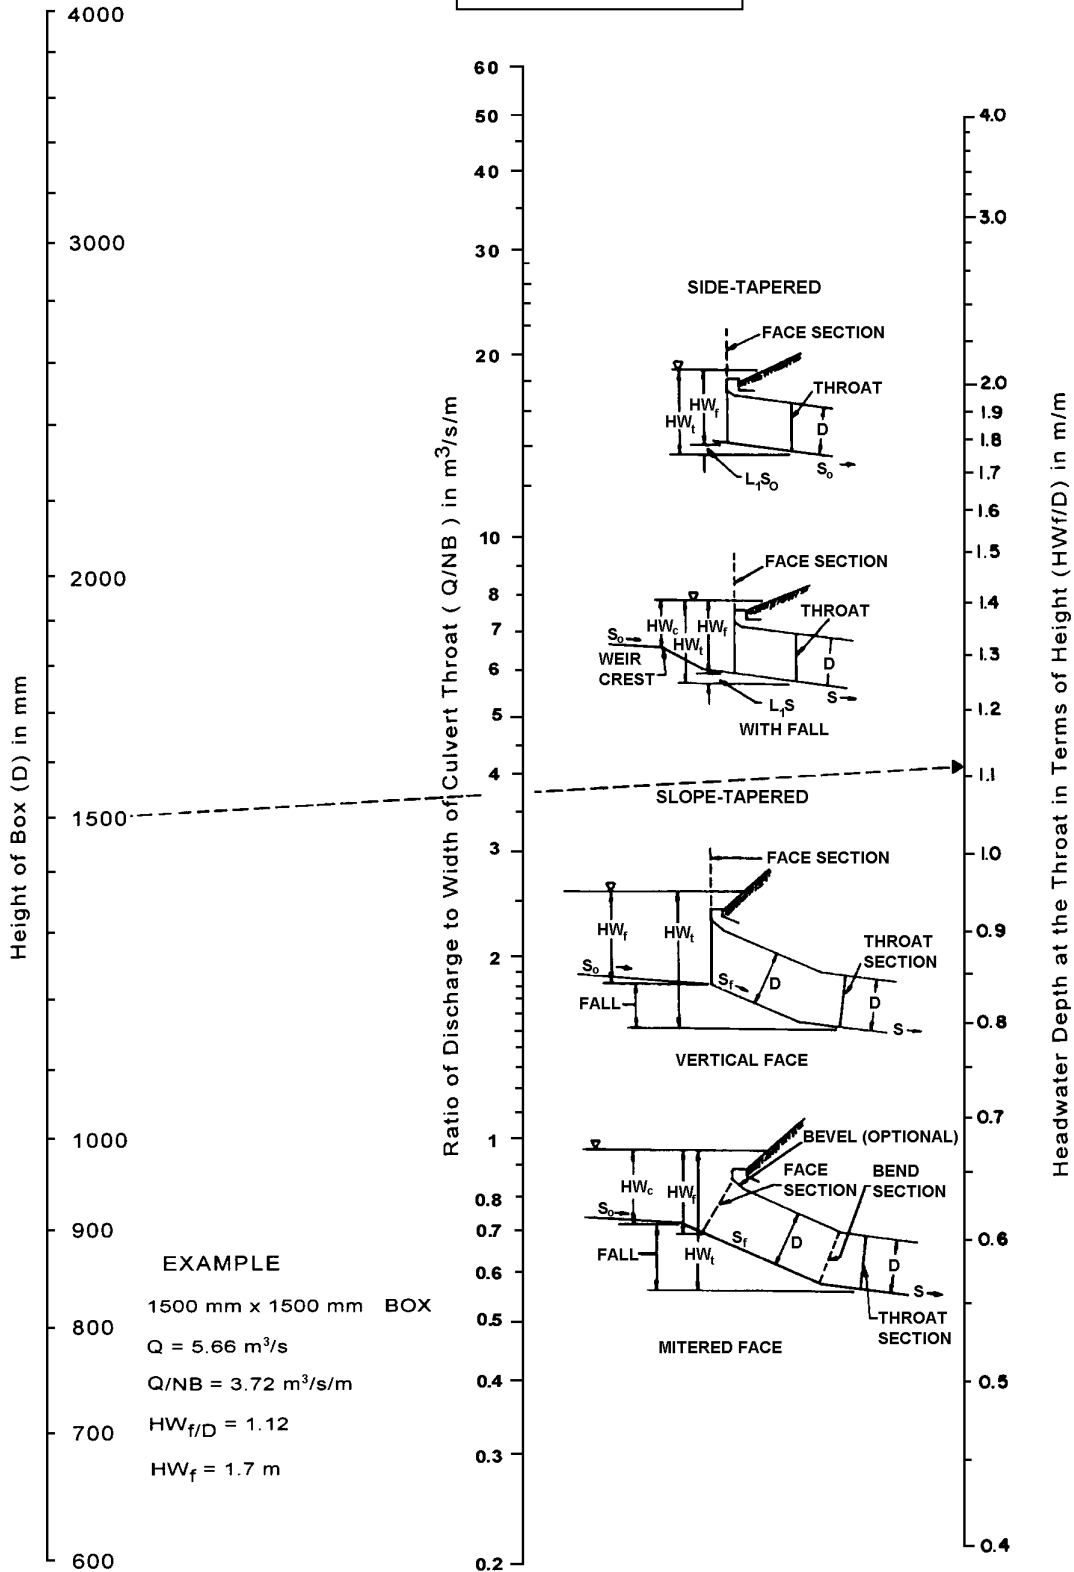 4000
3000
2000
1500
1000
900
800
700
600
Height of Box (D) in mm
60
50
40
30
20
10
8
7
6
5
4
3
2
1
0.8
0.7
0.6
0.5
0.4
0.3
0.2
Ratio of Discharge to Width of Culvert Throat ( Q/NB ) in m³/s/m
SIDE-TAPERED
FACE SECTION
THROAT
HWf
HWt
D
So
L₁So
FACE SECTION
THROAT
HWc
HWf
HWt
So
WEIR
CREST
D
S
L₁S
WITH FALL
SLOPE-TAPERED
FACE SECTION
HWf
HWt
THROAT
SECTION
So
Sf
D
D
FALL
S
VERTICAL FACE
BEVEL (OPTIONAL)
FACE
SECTION
BEND
SECTION
HWc
HWf
So
Sf
D
FALL
HWt
D
S
THROAT
SECTION
MITERED FACE
4.0
3.0
2.0
1.9
1.8
1.7
1.6
1.5
1.4
1.3
1.2
1.1
1.0
0.9
0.8
0.7
0.6
0.5
0.4
Headwater Depth at the Throat in Terms of Height (HWf/D) in m/m
EXAMPLE
1500 mm x 1500 mm BOX
Q = 5.66 m³/s
Q/NB = 3.72 m³/s/m
HWf/D = 1.12
HWf = 1.7 m